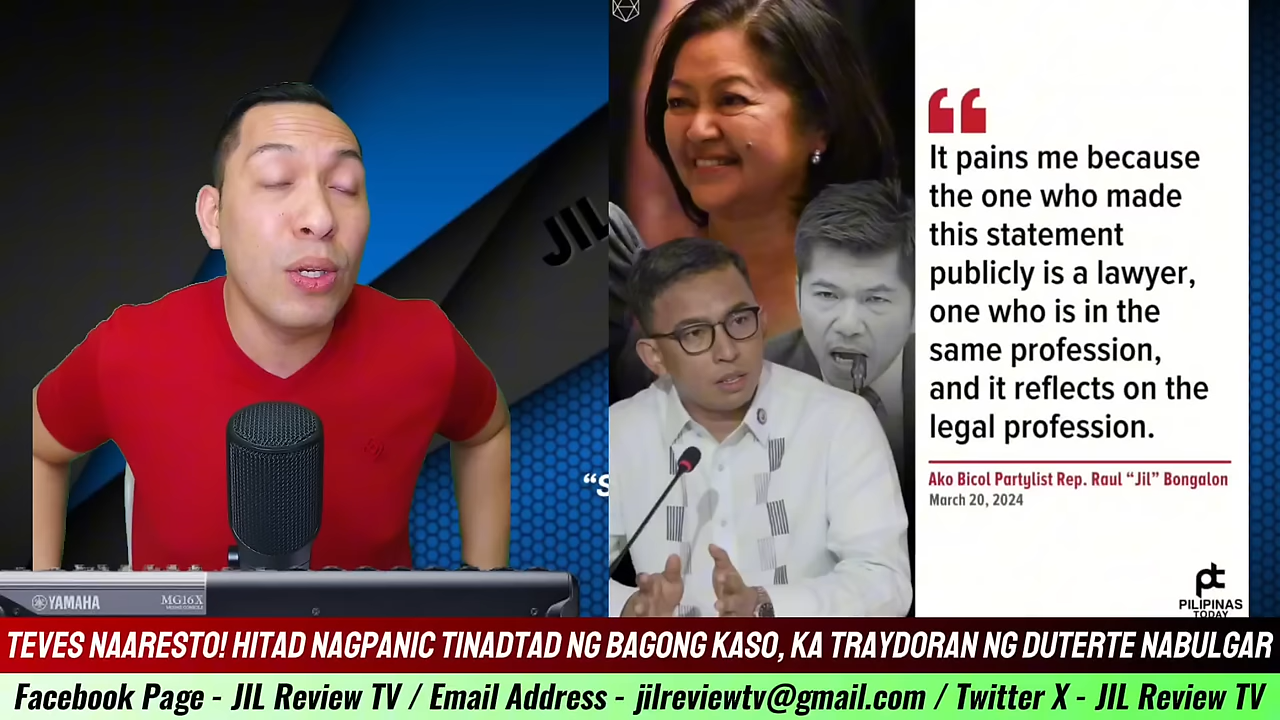 JIL
“S
It pains me because
the one who made
this statement
publicly is a lawyer,
one who is in the
same profession,
and it reflects on the
legal profession.
Ako Bicol Partylist Rep. Raul “Jil” Bongalon
March 20, 2024
pt
PILIPINAS
TODAY
YAMAHA
MG16X
TEVES NAARESTO! HITAD NAGPANIC TINADTAD NG BAGONG KASO, KA TRAYDORAN NG DUTERTE NABULGAR
Facebook Page - JIL Review TV / Email Address - jilreviewtv@gmail.com / Twitter X - JIL Review TV